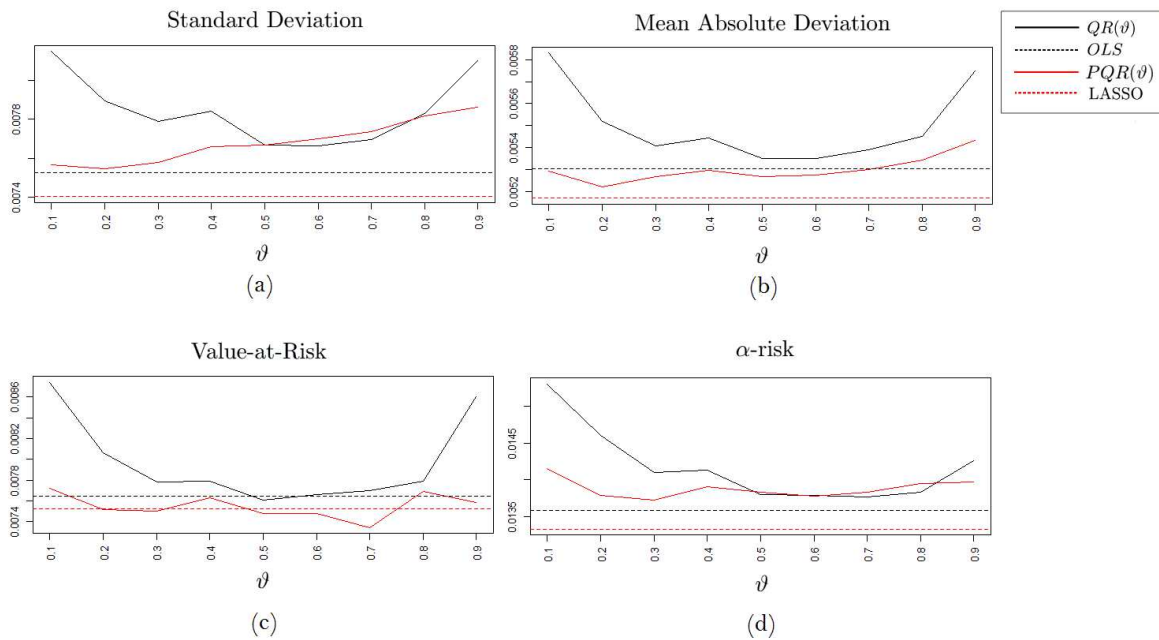 Standard Deviation
0.0078
0.0074
0.1 0.2 0.3 0.4 0.5 0.6 0.7 0.8 0.9
ϑ
(a)
Mean Absolute Deviation
0.0058
0.0056
0.0054
0.0052
0.1 0.2 0.3 0.4 0.5 0.6 0.7 0.8 0.9
ϑ
(b)
QR(ϑ)
OLS
PQR(ϑ)
LASSO
Value-at-Risk
0.0086
0.0082
0.0078
0.0074
0.1 0.2 0.3 0.4 0.5 0.6 0.7 0.8 0.9
ϑ
(c)
α-risk
0.0145
0.0135
0.1 0.2 0.3 0.4 0.5 0.6 0.7 0.8 0.9
ϑ
(d)